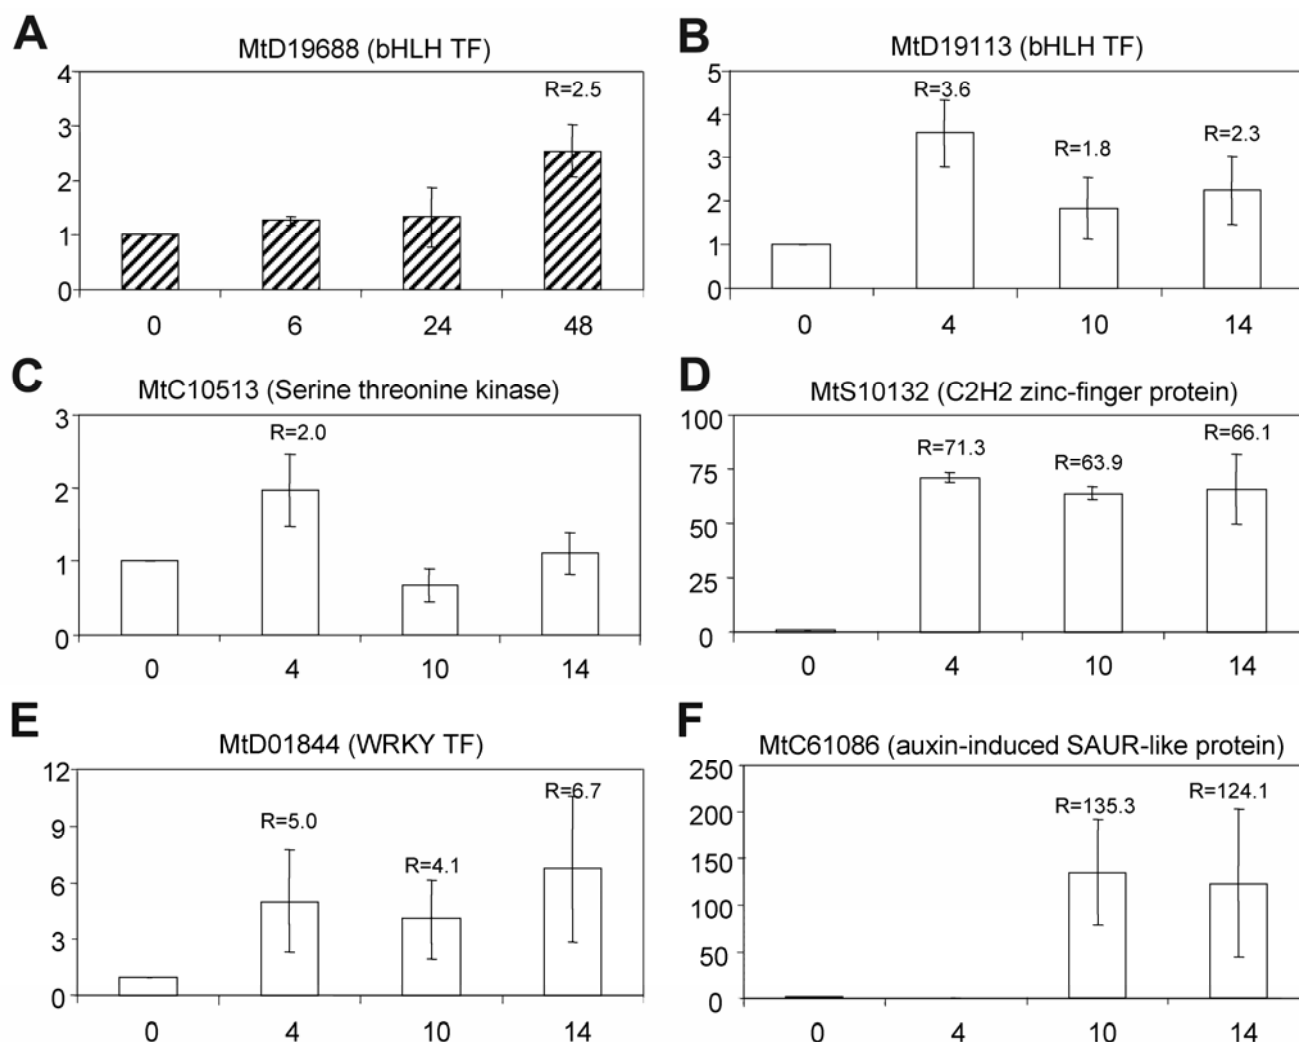 A
MtD19688 (bHLH TF)
4
3
2
1
0
R=2.5
0 6 24 48
B
MtD19113 (bHLH TF)
5
4
3
2
1
0
R=3.6
R=1.8
R=2.3
0 4 10 14
C
MtC10513 (Serine threonine kinase)
3
2
1
0
R=2.0
0 4 10 14
D
MtS10132 (C2H2 zinc-finger protein)
100
75
50
25
0
R=71.3
R=63.9
R=66.1
0 4 10 14
E
MtD01844 (WRKY TF)
12
9
6
3
0
R=5.0
R=4.1
R=6.7
0 4 10 14
F
MtC61086 (auxin-induced SAUR-like protein)
250
200
150
100
50
0
R=135.3
R=124.1
0 4 10 14